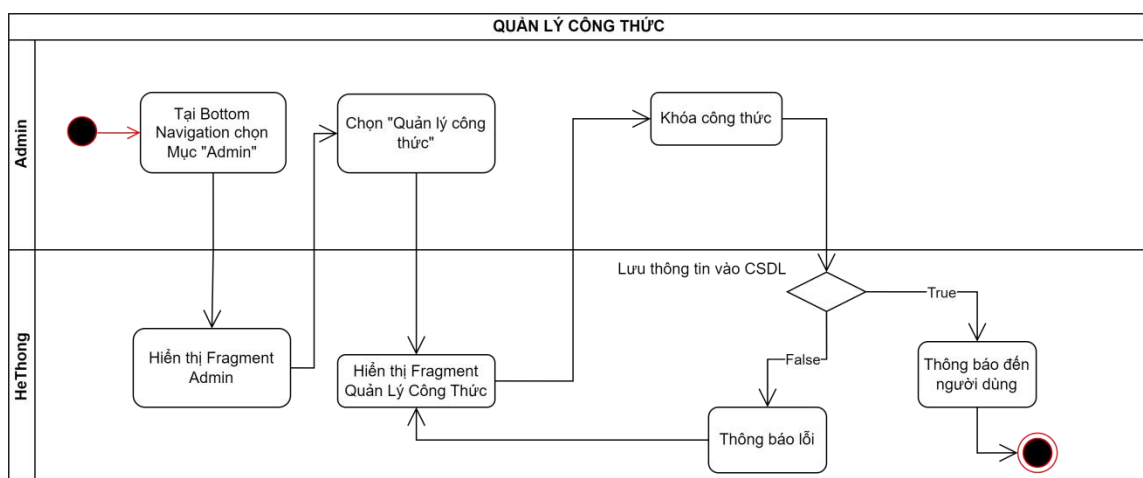 QUẢN LÝ CÔNG THỨC
Admin
Tại Bottom
Navigation chọn
Mục "Admin"
Chọn "Quản lý công
thức"
Khóa công thức
HeThong
Lưu thông tin vào CSDL
True
False
Hiển thị Fragment
Admin
Hiển thị Fragment
Quản Lý Công Thức
Thông báo đến
người dùng
Thông báo lỗi